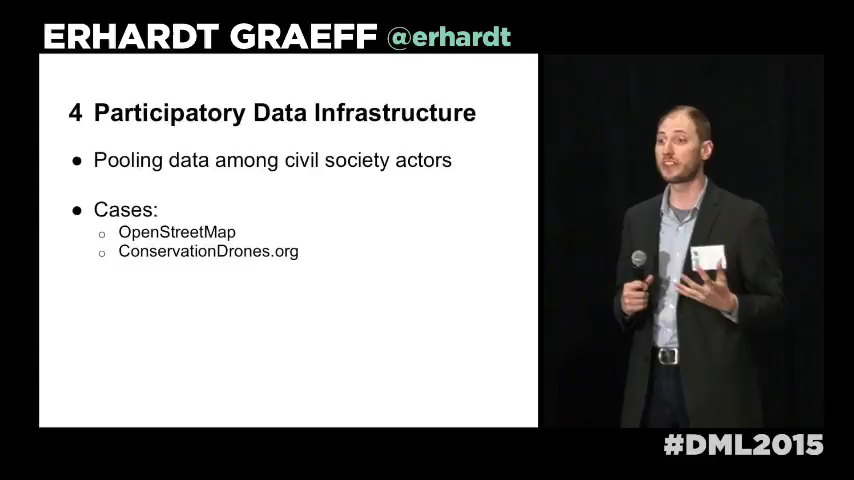 ERHARDT GRAEFF @erhardt
4 Participatory Data Infrastructure
● Pooling data among civil society actors
● Cases:
○ OpenStreetMap
○ ConservationDrones.org
#DML2015